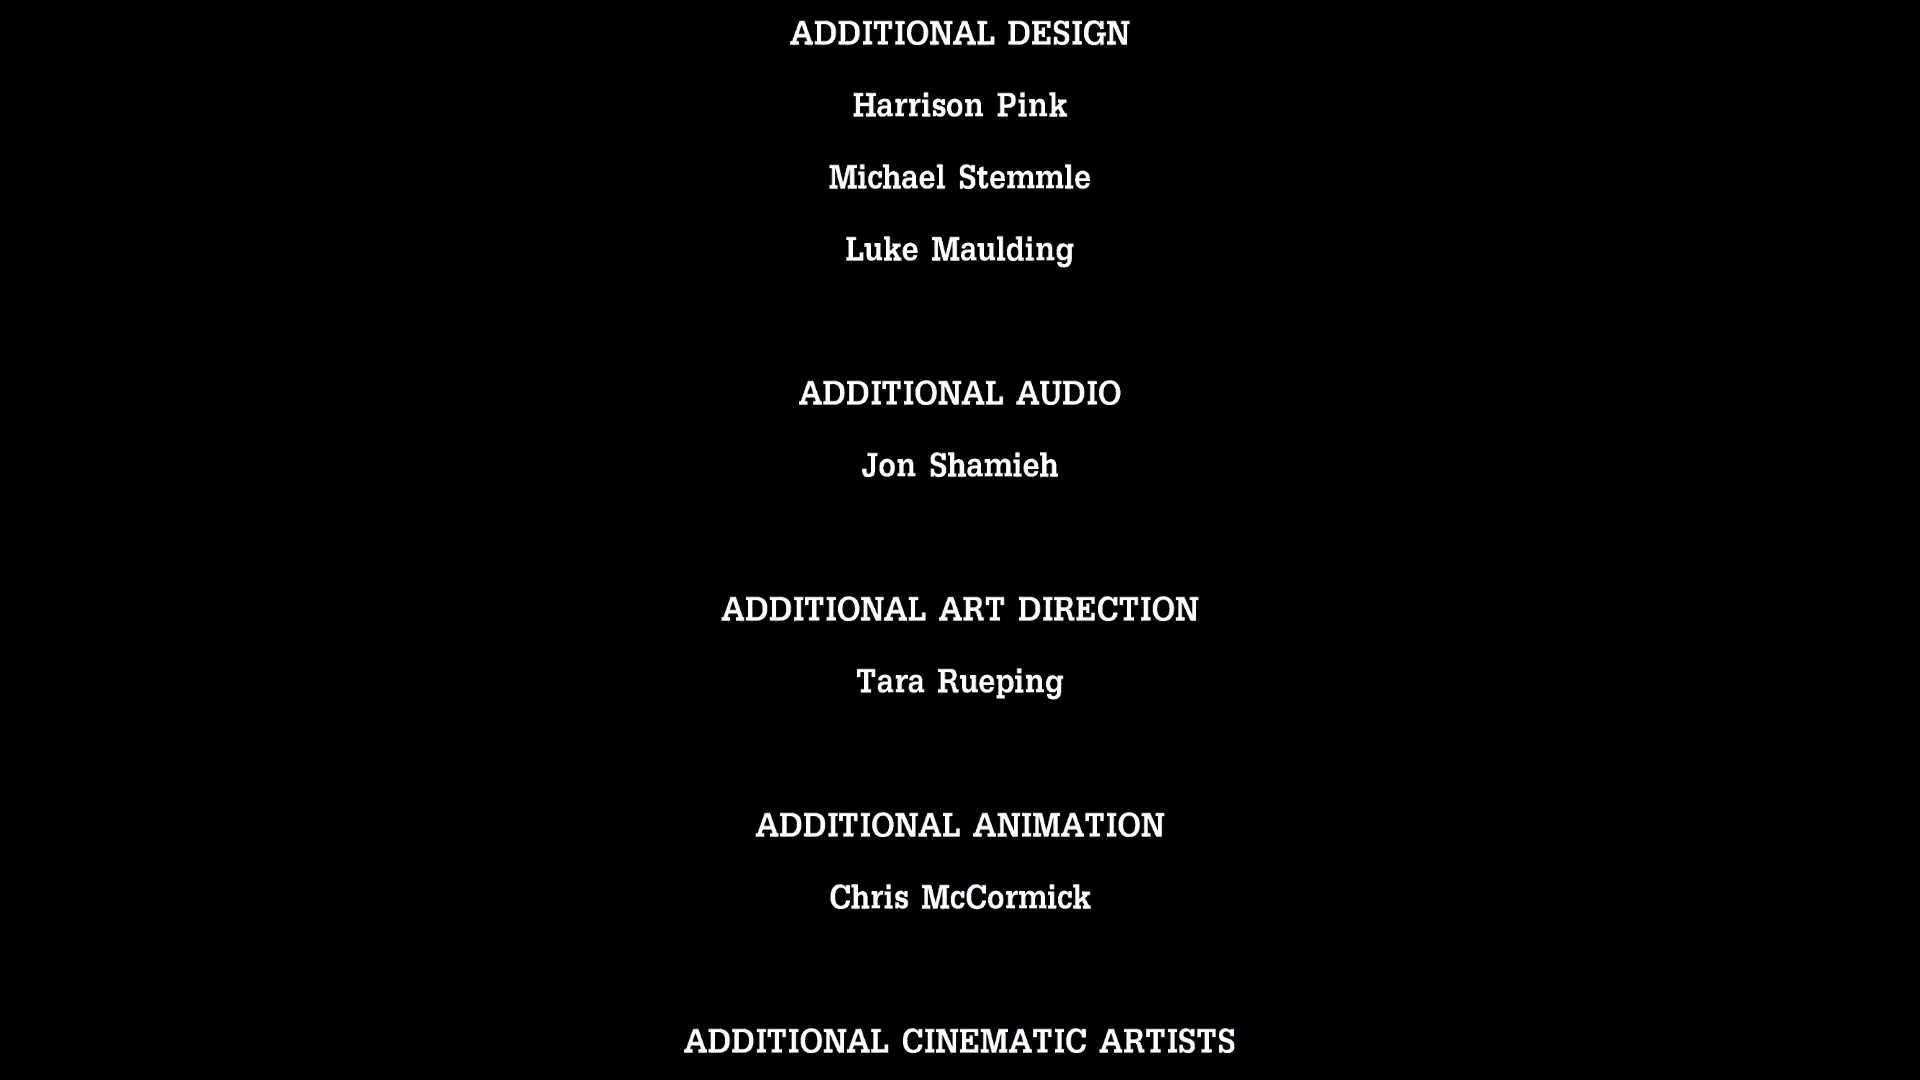 ADDITIONAL DESIGN
Harrison Pink
Michael Stemmle
Luke Maulding
ADDITIONAL AUDIO
Jon Shamieh
ADDITIONAL ART DIRECTION
Tara Rueping
ADDITIONAL ANIMATION
Chris McCormick
ADDITIONAL CINEMATIC ARTISTS